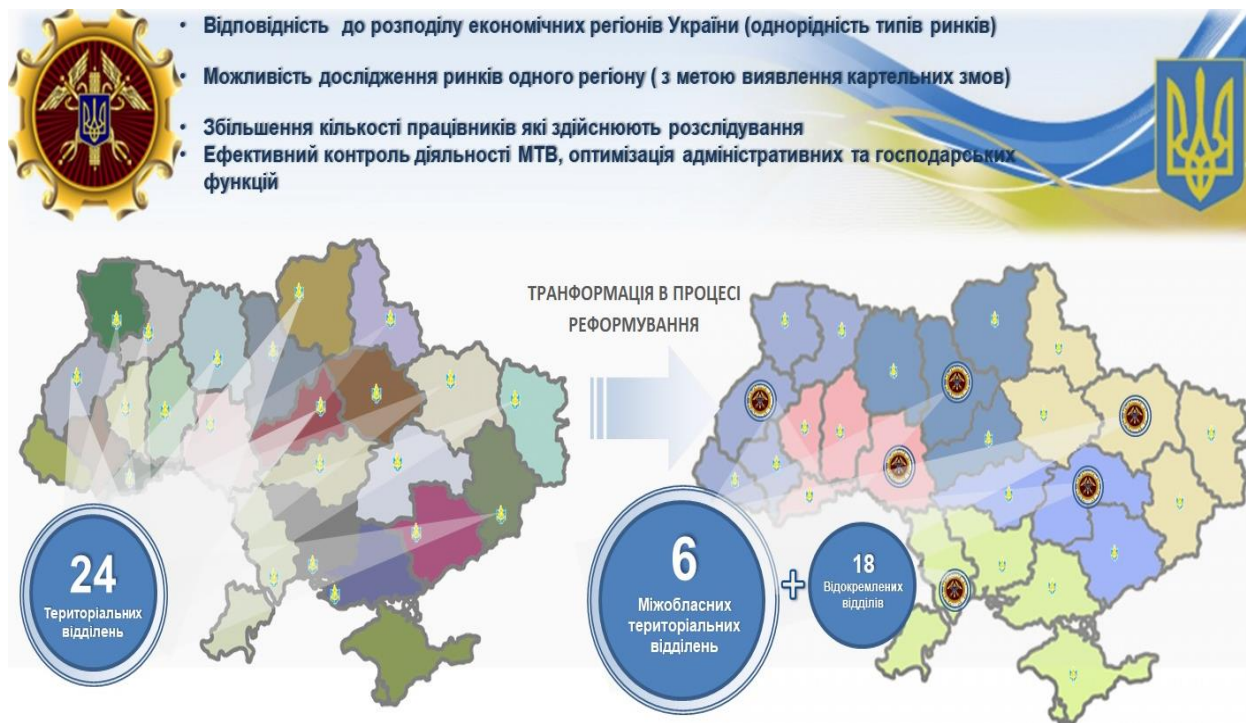 • Відповідність до розподілу економічних регіонів України (однорідність типів ринків)
• Можливість дослідження ринків одного регіону ( з метою виявлення картельних змов)
• Збільшення кількості працівників які здійснюють розслідування
• Ефективний контроль діяльності МТВ, оптимізація адміністративних та господарських
функцій
ТРАНФОРМАЦІЯ В ПРОЦЕСІ
РЕФОРМУВАННЯ
24
Територіальних
відділень
6
Міжобласних
територіальних
відділень
+
18
Відокремлених
відділів